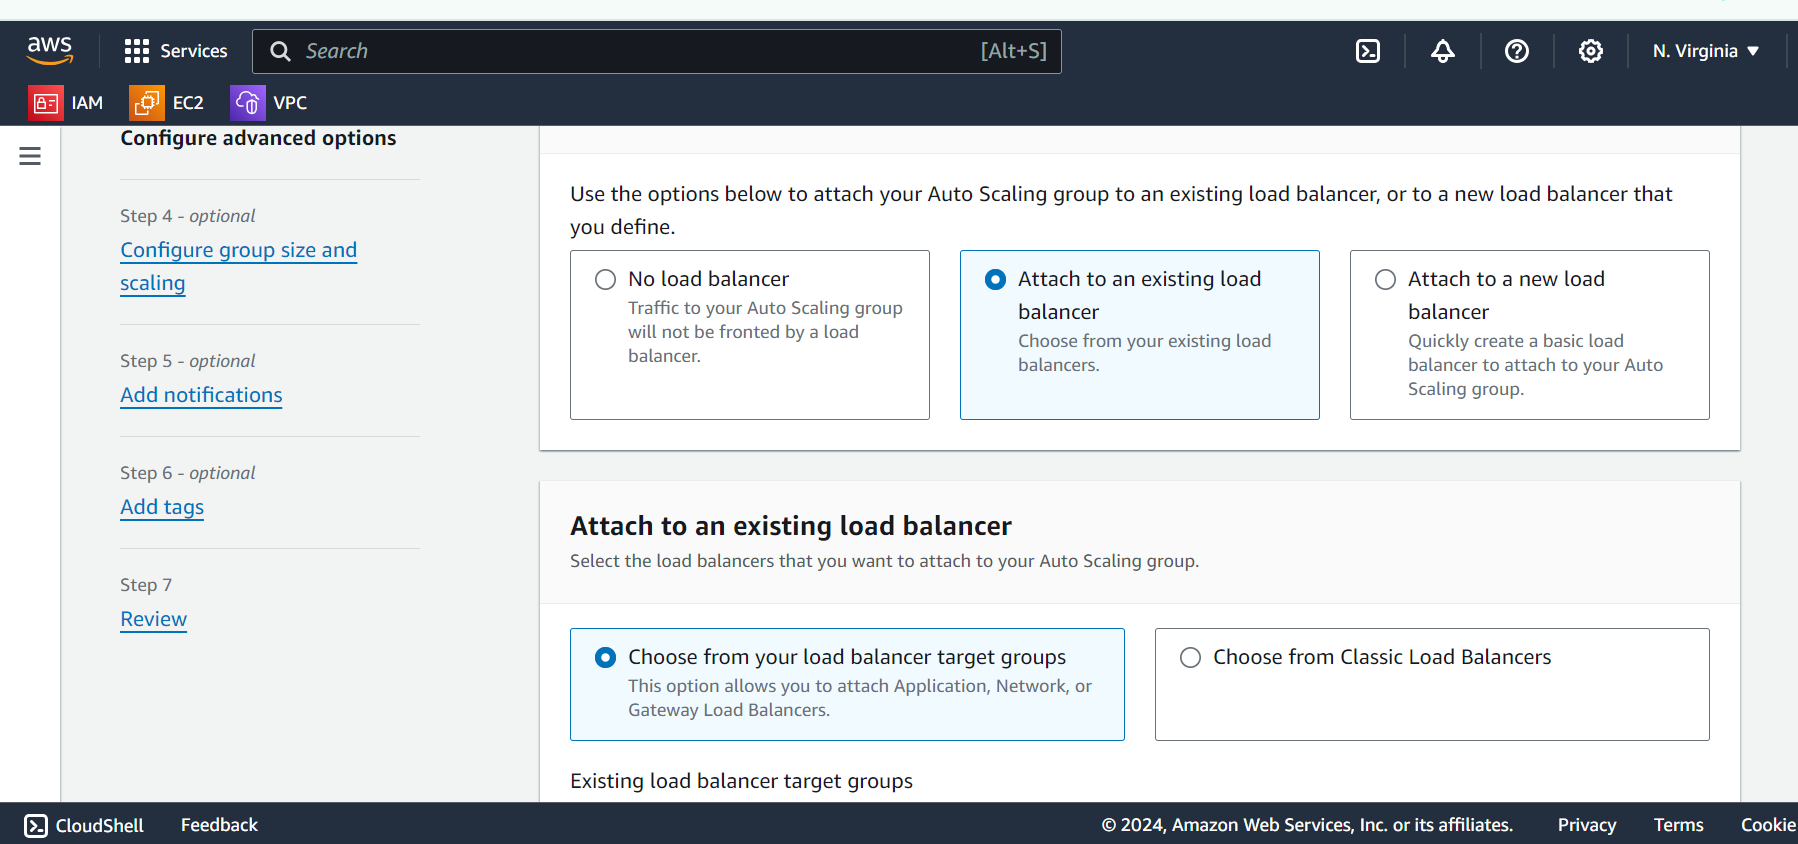 aws
Services
Search
[Alt+S]
N. Virginia
IAM
EC2
VPC
Configure advanced options
Step 4 - optional
Configure group size and
scaling
Step 5 - optional
Add notifications
Step 6 - optional
Add tags
Step 7
Review
Use the options below to attach your Auto Scaling group to an existing load balancer, or to a new load balancer that
you define.
No load balancer
Traffic to your Auto Scaling group
will not be fronted by a load
balancer.
Attach to an existing load
balancer
Choose from your existing load
balancers.
Attach to a new load
balancer
Quickly create a basic load
balancer to attach to your Auto
Scaling group.
Attach to an existing load balancer
Select the load balancers that you want to attach to your Auto Scaling group.
Choose from your load balancer target groups
This option allows you to attach Application, Network, or
Gateway Load Balancers.
Choose from Classic Load Balancers
Existing load balancer target groups
CloudShell
Feedback
© 2024, Amazon Web Services, Inc. or its affiliates.
Privacy
Terms
Cookie